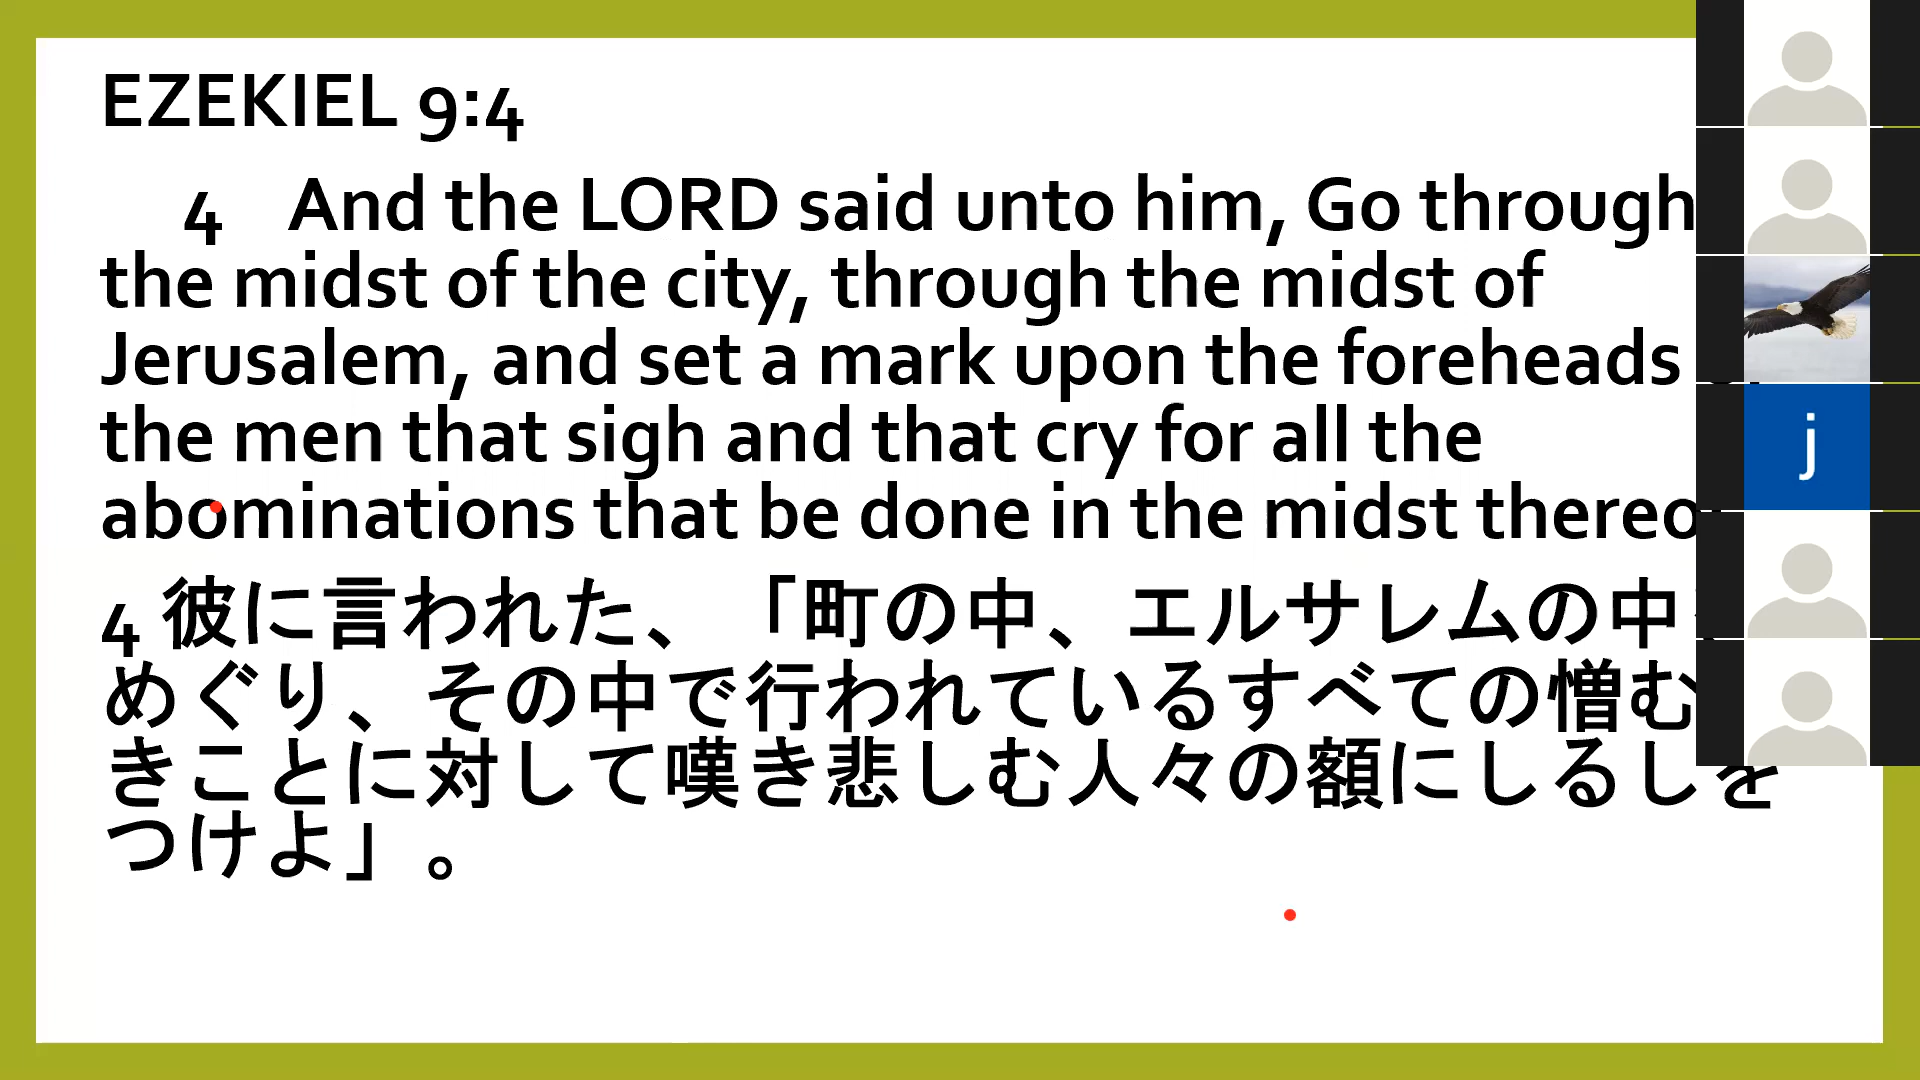 EZEKIEL 9:4
4 And the LORD said unto him, Go through
the midst of the city, through the midst of
Jerusalem, and set a mark upon the foreheads
the men that sigh and that cry for all the
abominations that be done in the midst
4 彼に言われた、「町の中、エルサレムの中
めぐり、その中で行われているすべての憎む
きことに対して嘆き悲しむ人々の額にしるしを
つけよ」。
j